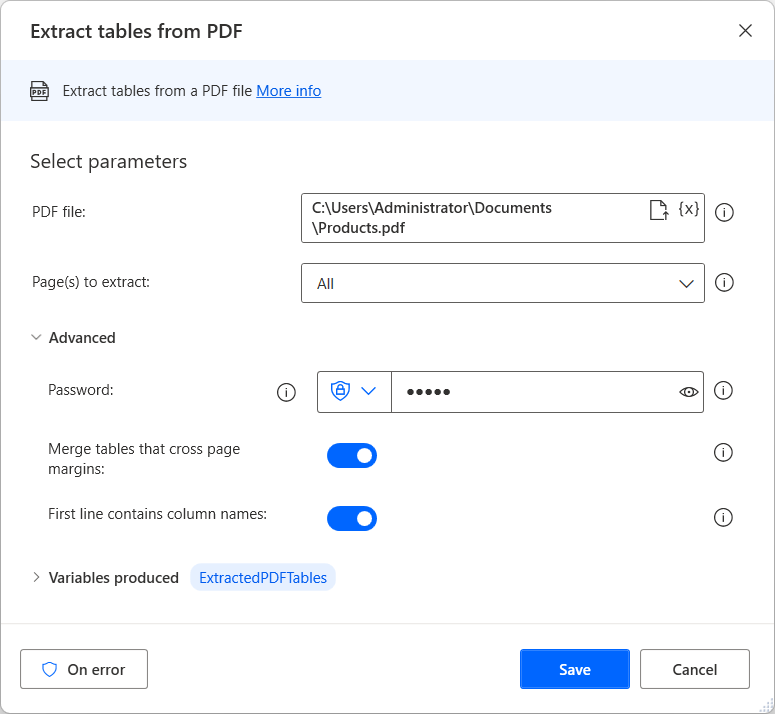 Extract tables from PDF
PDF
Extract tables from a PDF file More info
Select parameters
PDF file:
C:\Users\Administrator\Documents
\Products.pdf
{x}
Page(s) to extract:
All
Advanced
Password:
•••••
Merge tables that cross page
margins:
First line contains column names:
Variables produced ExtractedPDFTables
On error
Save
Cancel